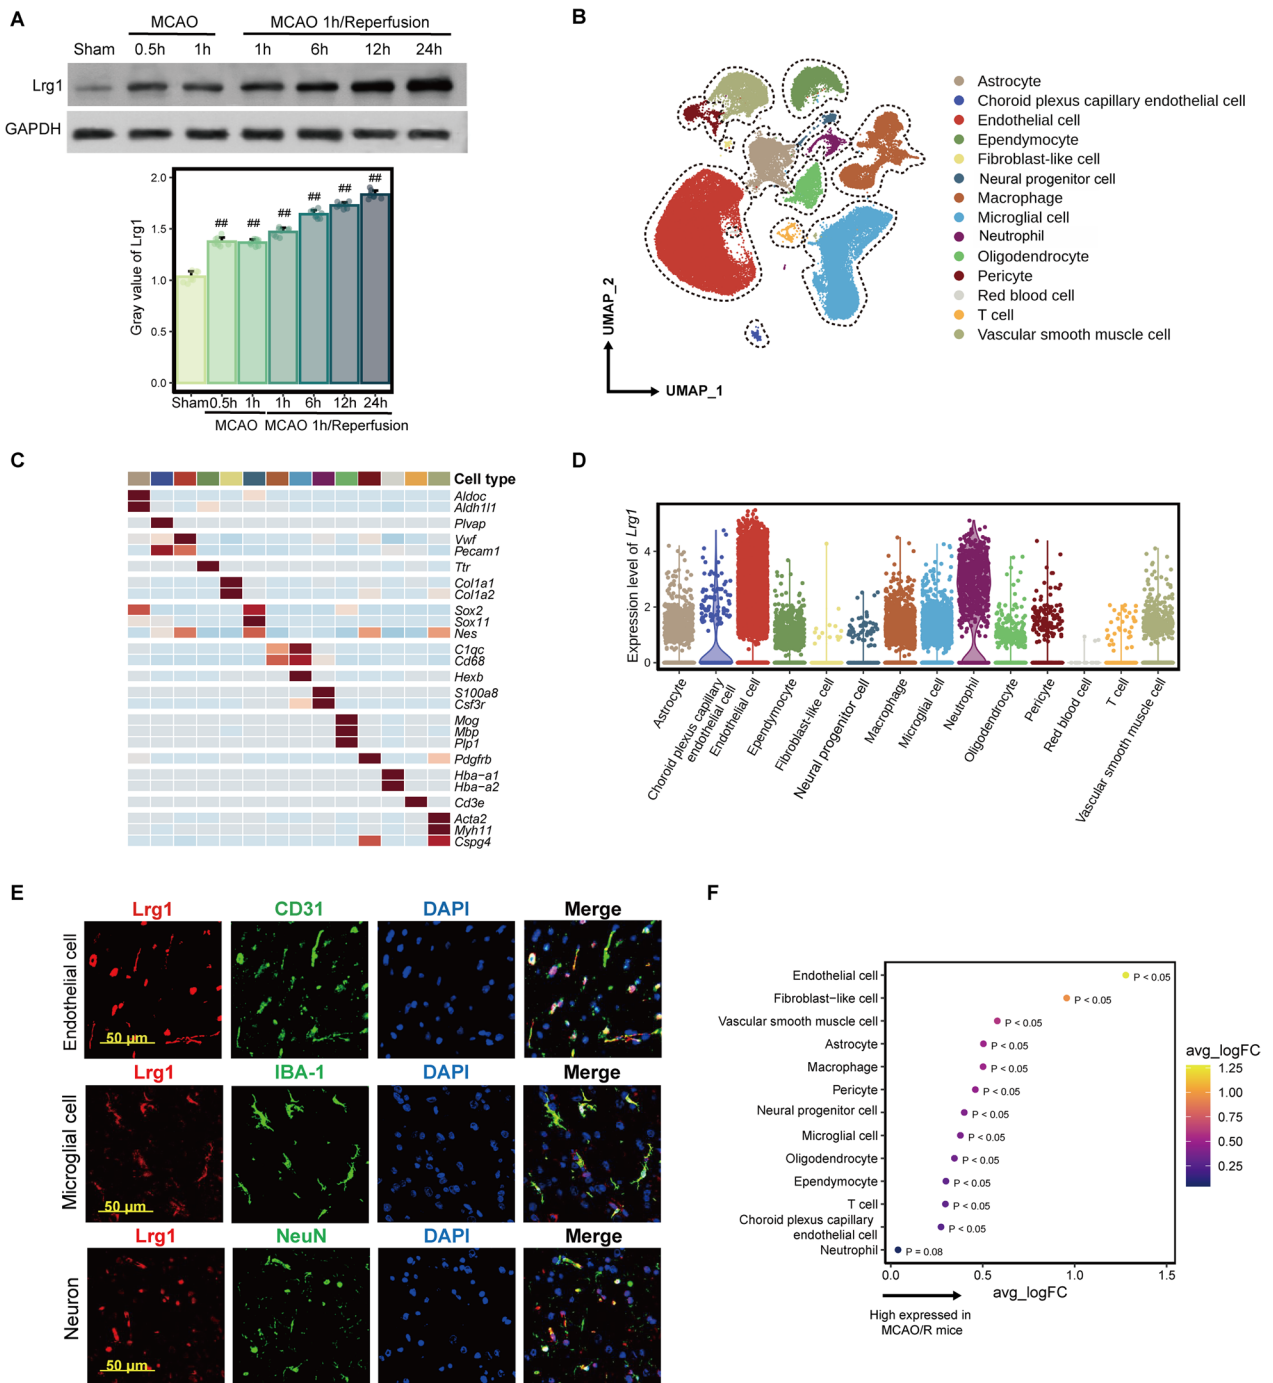 A
MCAO
MCAO 1h/Reperfusion
Sham 0.5h 1h 1h 6h 12h 24h
Lrg1
GAPDH
Gray value of Lrg1
2.0
1.5
1.0
0.5
0.0
## ## ## ## ## ##
Sham 0.5h 1h 1h 6h 12h 24h
MCAO MCAO 1h/Reperfusion
B
UMAP_2
UMAP_1
Astrocyte
Choroid plexus capillary endothelial cell
Endothelial cell
Ependymocyte
Fibroblast-like cell
Neural progenitor cell
Macrophage
Microglial cell
Neutrophil
Oligodendrocyte
Pericyte
Red blood cell
T cell
Vascular smooth muscle cell
C
Cell type
Aldoc
Aldh1l1
Plvap
Vwf
Pecam1
Ttr
Col1a1
Col1a2
Sox2
Sox11
Nes
C1qc
Cd68
Hexb
S100a8
Csf3r
Mog
Mbp
Plp1
Pdgfrb
Hba−a1
Hba−a2
Cd3e
Acta2
Myh11
Cspg4
D
Expression level of Lrg1
4
2
0
Astrocyte
Choroid plexus capillary
endothelial cell
Endothelial cell
Ependymocyte
Fibroblast-like cell
Neural progenitor cell
Macrophage
Microglial cell
Neutrophil
Oligodendrocyte
Pericyte
Red blood cell
T cell
Vascular smooth muscle cell
E
Lrg1 CD31 DAPI Merge
Endothelial cell
50 μm
Lrg1 IBA-1 DAPI Merge
Microglial cell
50 μm
Lrg1 NeuN DAPI Merge
Neuron
50 μm
F
Endothelial cell P < 0.05
Fibroblast−like cell P < 0.05
Vascular smooth muscle cell P < 0.05
Astrocyte P < 0.05
Macrophage P < 0.05
Pericyte P < 0.05
Neural progenitor cell P < 0.05
Microglial cell P < 0.05
Oligodendrocyte P < 0.05
Ependymocyte P < 0.05
T cell P < 0.05
Choroid plexus capillary
endothelial cell P < 0.05
Neutrophil P = 0.08
0.0 0.5 1.0 1.5
avg_logFC
High expressed in
MCAO/R mice
avg_logFC
1.25
1.00
0.75
0.50
0.25